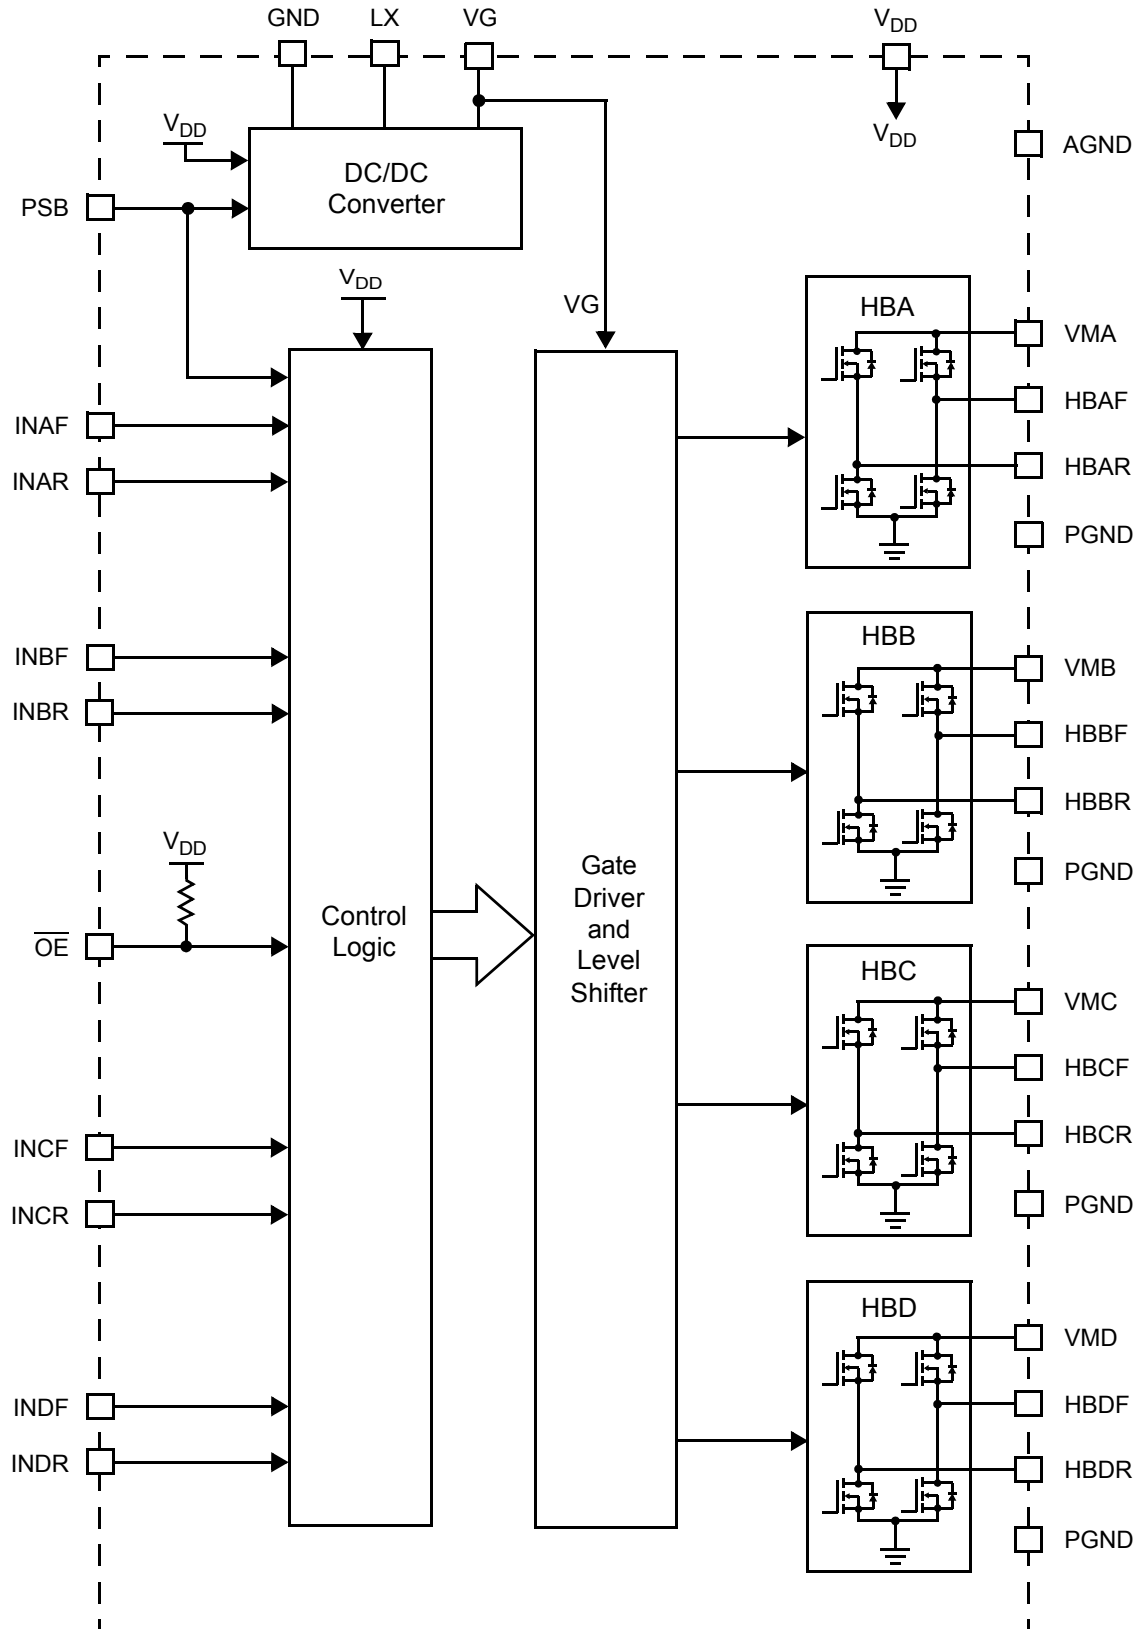 GND LX VG VDD
VDD
VDD
AGND
DC/DC
Converter
PSB
VDD
VG
HBA
VMA
HBAF
INAF
HBAR
INAR
PGND
HBB
INBF
VMB
INBR
HBBF
HBBR
VDD
PGND
Gate
Driver
and
Level
Shifter
Control
Logic
OE
HBC
VMC
HBCF
HBCR
INCF
INCR
PGND
HBD
VMD
HBDF
INDF
HBDR
INDR
PGND